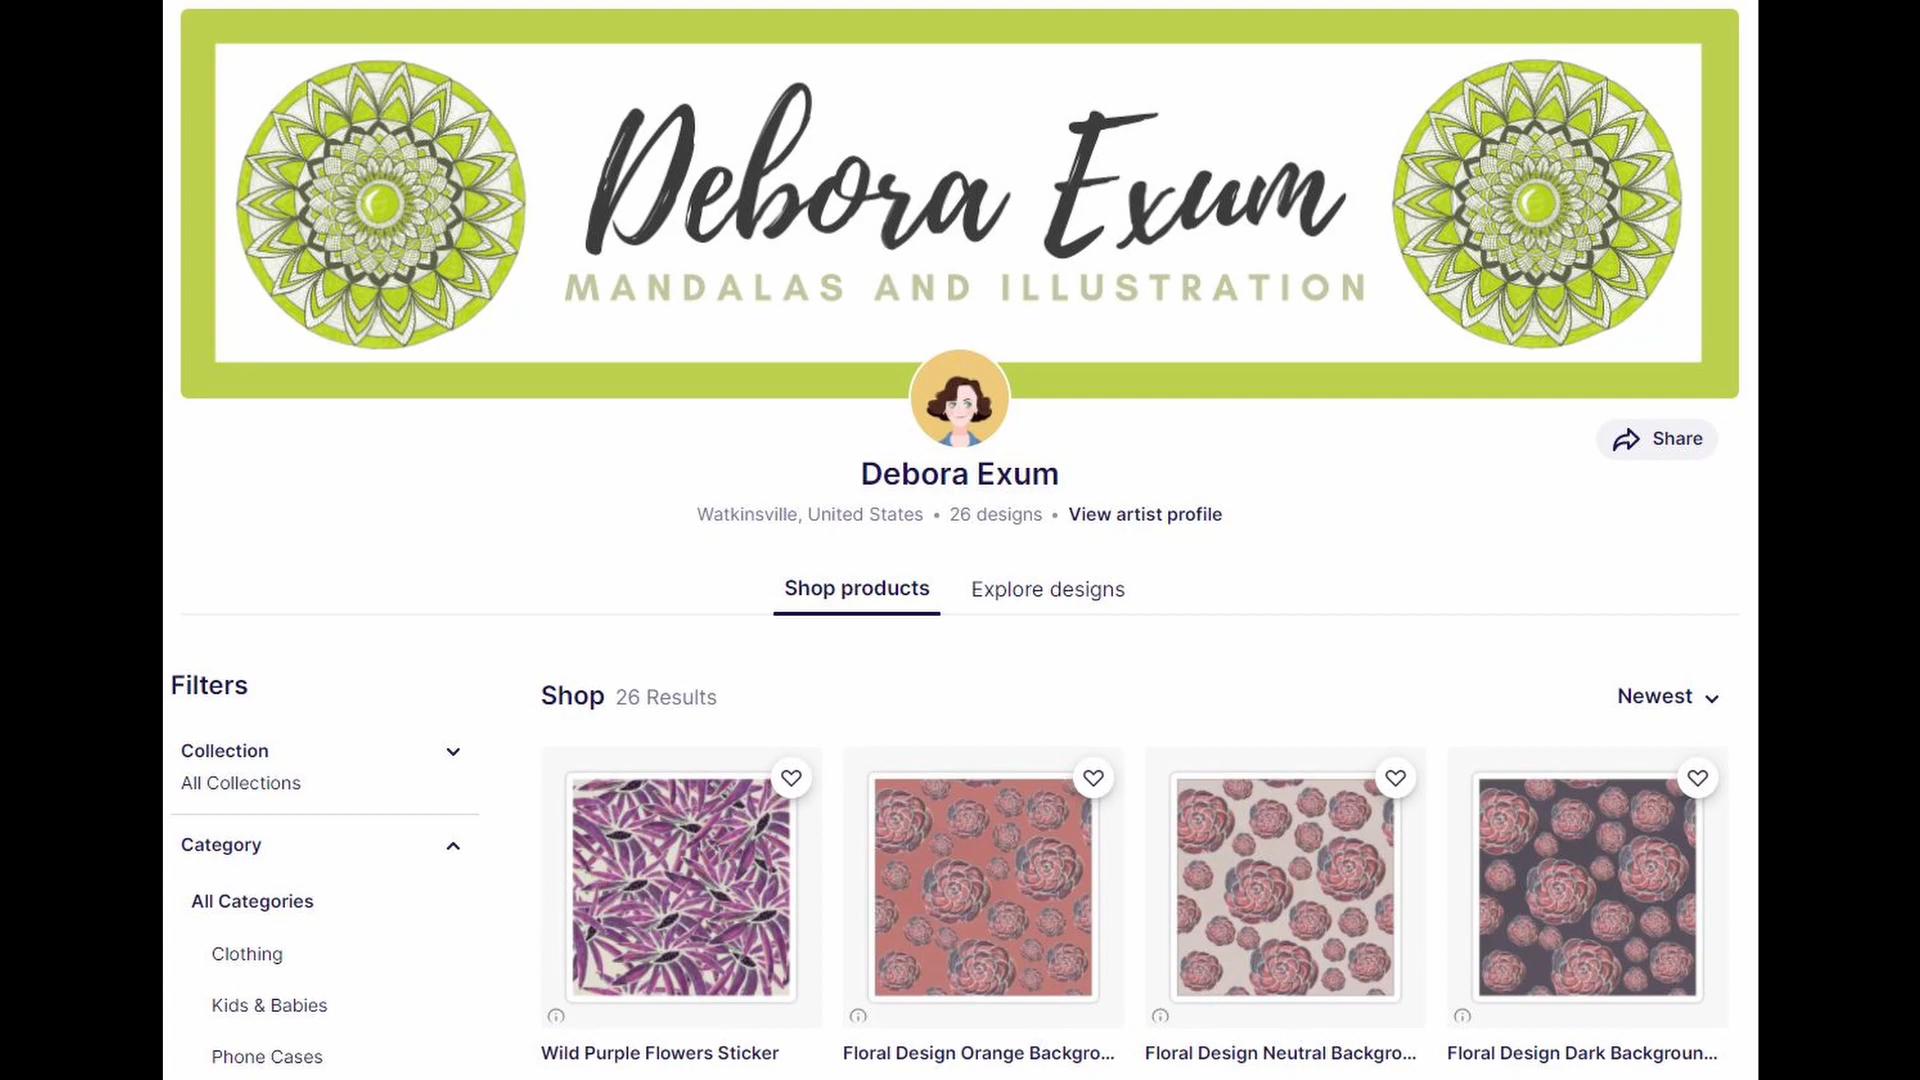 Debora Exum
MANDALAS AND ILLUSTRATION
Share
Debora Exum
Watkinsville, United States • 26 designs • View artist profile
Shop products Explore designs
Filters
Shop 26 Results
Newest
Collection
All Collections
Category
All Categories
Clothing
Kids & Babies
Phone Cases
Wild Purple Flowers Sticker
Floral Design Orange Backgro...
Floral Design Neutral Backgro...
Floral Design Dark Backgroun...